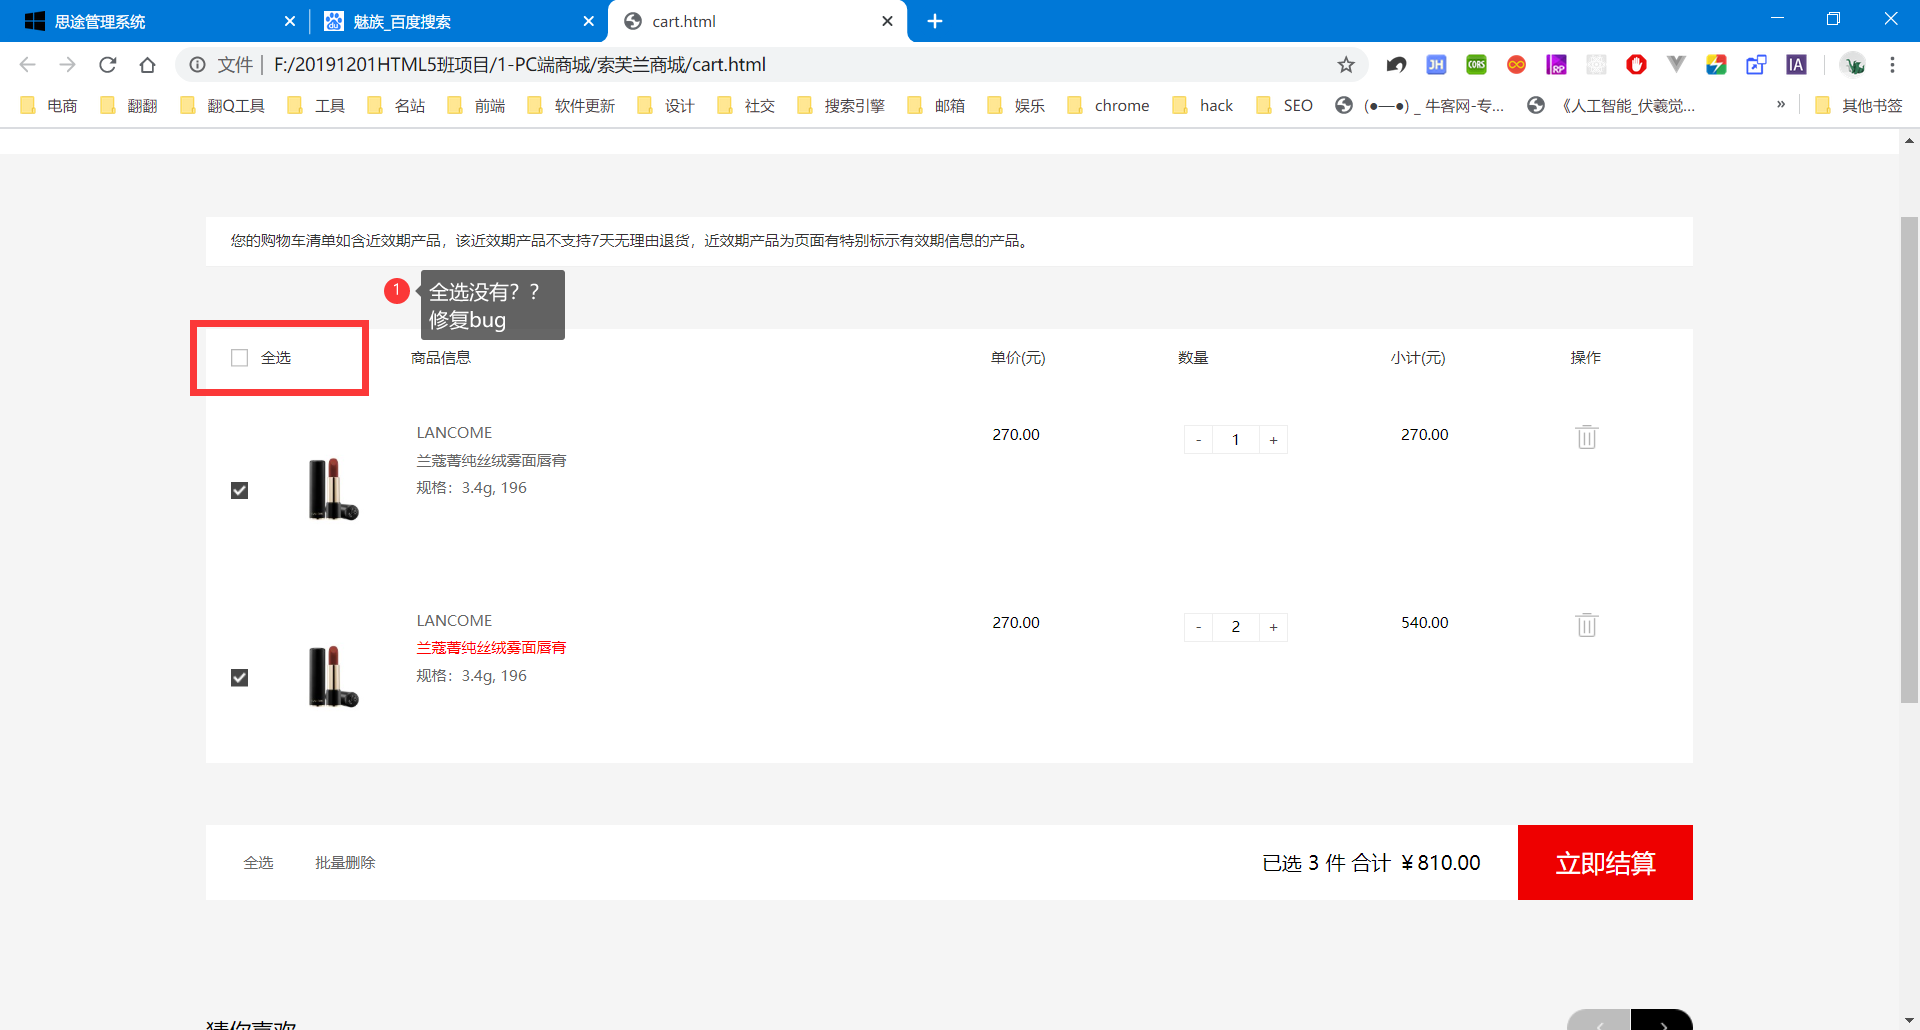 思途管理系统
魅族_百度搜索
cart.html
文件
F:/20191201HTML5班项目/1-PC端商城/索芙兰商城/cart.html
JH
CORS
RP
IA
电商
翻翻
翻Q工具
工具
名站
前端
软件更新
设计
社交
搜索引擎
邮箱
娱乐
chrome
hack
SEO
(●—●) _ 牛客网-专...
《人工智能_伏羲觉...
»
其他书签
您的购物车清单如含近效期产品，该近效期产品不支持7天无理由退货，近效期产品为页面有特别标示有效期信息的产品。
1
全选没有？？
修复bug
全选
商品信息
单价(元)
数量
小计(元)
操作
LANCOME
兰蔻菁纯丝绒雾面唇膏
规格：3.4g, 196
270.00
- 1 +
270.00
LANCOME
兰蔻菁纯丝绒雾面唇膏
规格：3.4g, 196
270.00
- 2 +
540.00
全选
批量删除
已选 3 件 合计 ￥810.00
立即结算
猜你喜欢